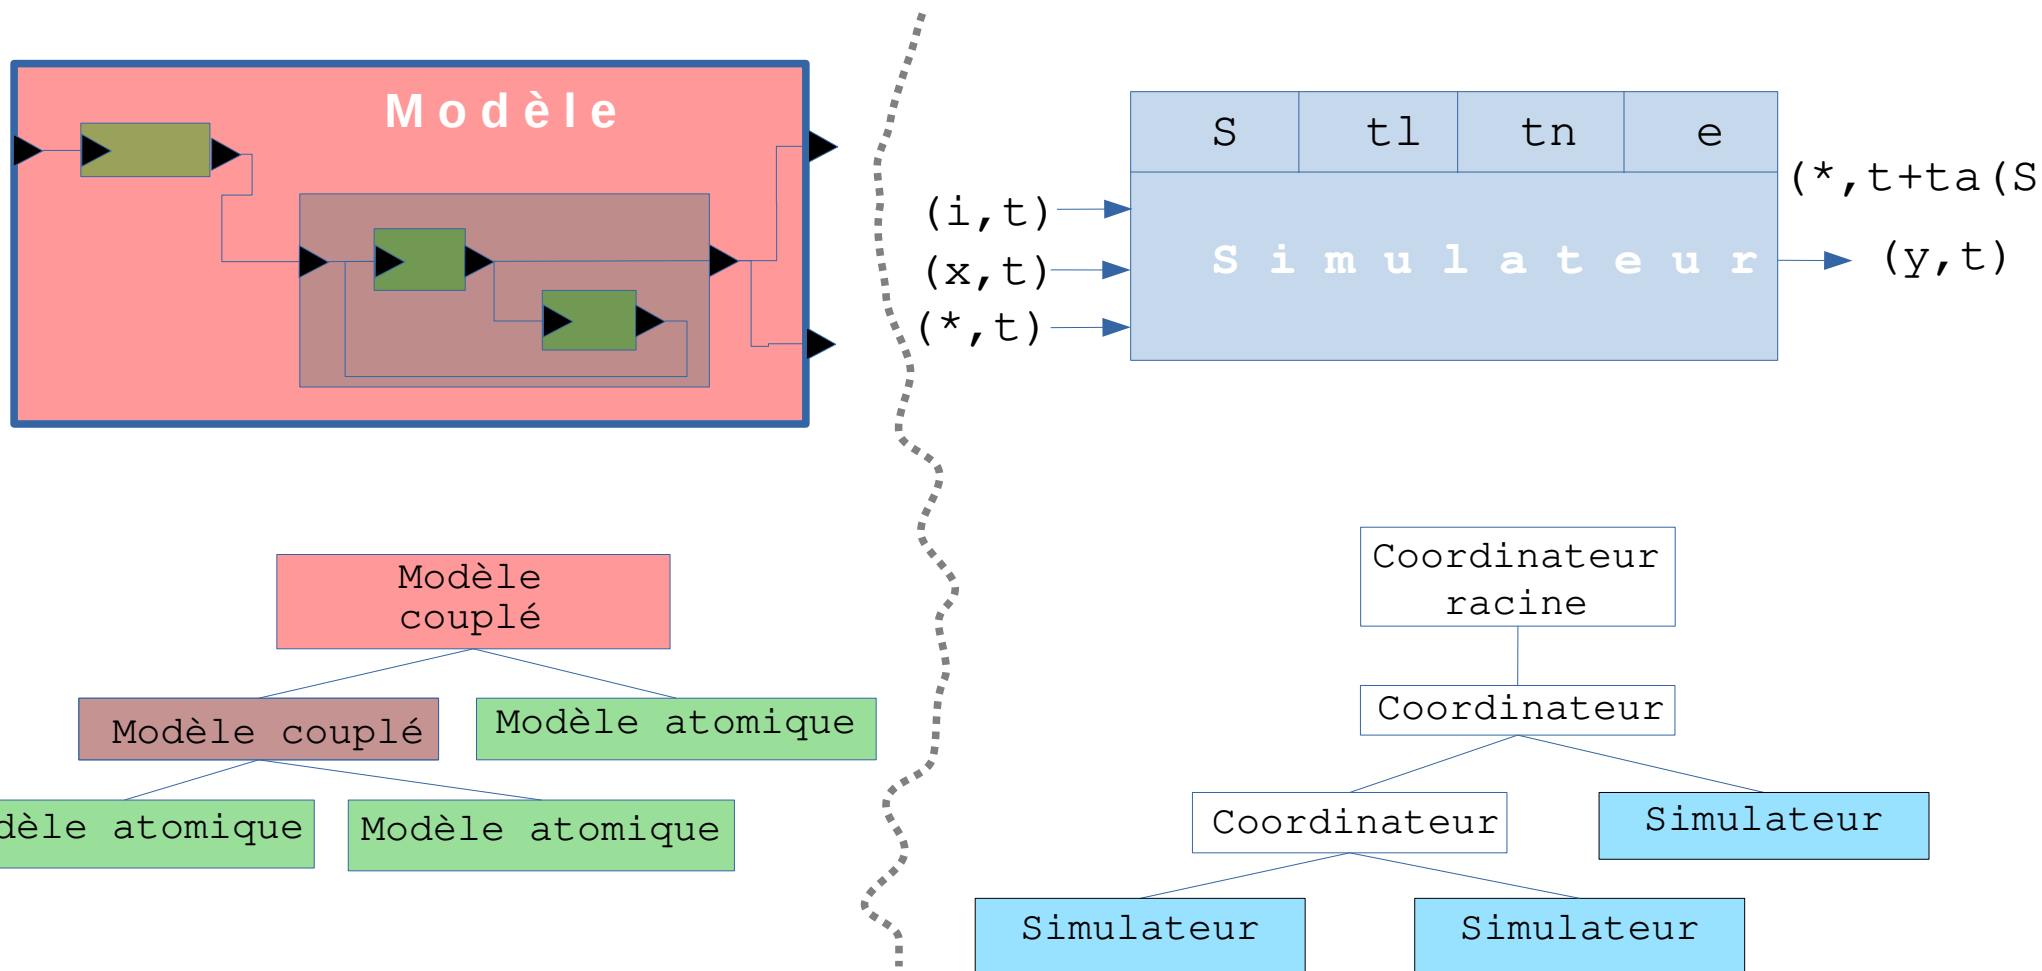 Modèle
S tl tn e
(*,t+ta(S
(i,t)
(x,t)
(*,t)
Simulateur
(y,t)
Modèle
couplé
Modèle couplé
Modèle atomique
dèle atomique
Modèle atomique
Coordinateur
racine
Coordinateur
Coordinateur
Simulateur
Simulateur
Simulateur